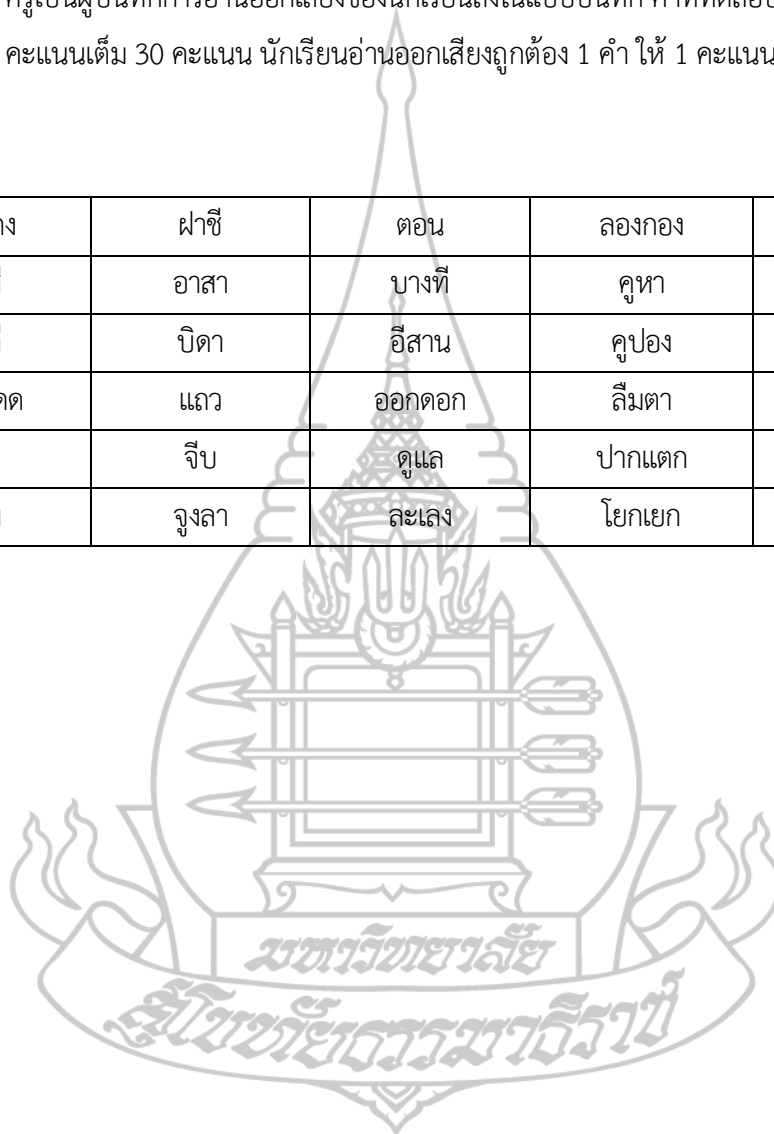 คะแนนเต็ม 30 คะแนน นักเรียนอ่านออกเสียงถูกต้อง 1 คำ ให้ 1 คะแนน
ฝาชี ตอน ลองกอง
อาสา บางที คูหา
บิดา อีสาน คูปอง
แถว ออกดอก ลืมตา
จีบ ดูแล ปากแตก
จูงลา ละเลง โยกเยก
มหาวิทยาลัย
สุโขทัยธรรมาธิราช